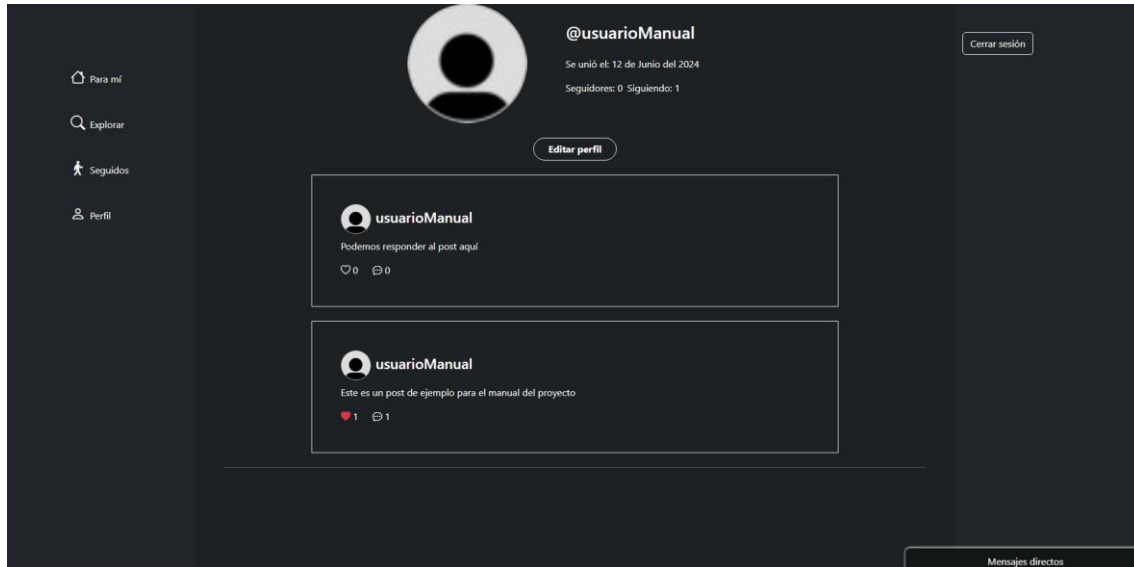 @usuarioManual
Cerrar sesión
Se unió el: 12 de Junio del 2024
Seguidores: 0 Siguiendo: 1
Para mí
Explorar
Seguidos
Perfil
Editar perfil
usuarioManual
Podemos responder al post aquí
0 0
usuarioManual
Este es un post de ejemplo para el manual del proyecto
1 1
Mensajes directos